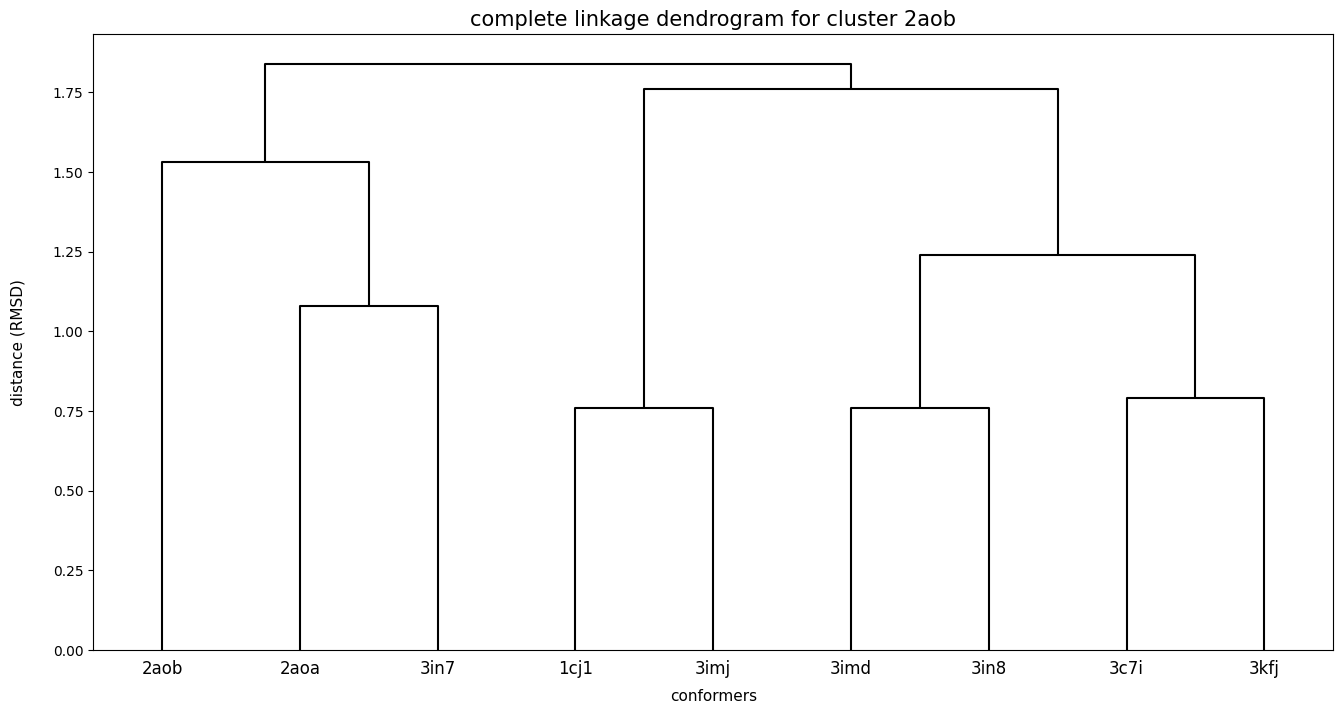 complete linkage dendrogram for cluster 2aob
1.75
1.50
1.25
1.00
0.75
0.50
0.25
0.00
distance (RMSD)
2aob 2aoa 3in7 1cj1 3imj 3imd 3in8 3c7i 3kfj
conformers